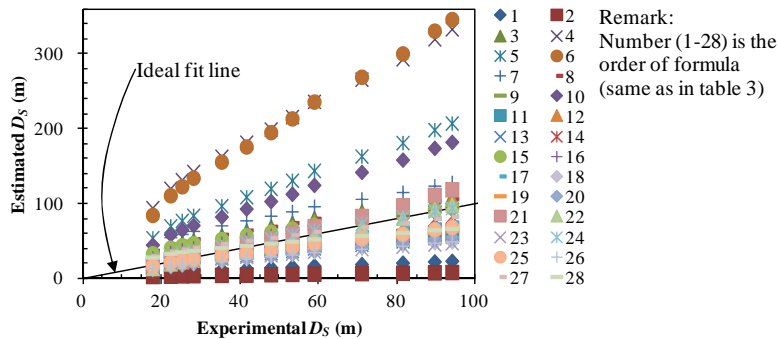 Estimated D_S (m)
300
200
100
0
Ideal fit line
0 20 40 60 80 100
Experimental D_S (m)
1 2
3 4
5 6
7 8
9 10
11 12
13 14
15 16
17 18
19 20
21 22
23 24
25 26
27 28
Remark:
Number (1-28) is the
order of formula
(same as in table 3)